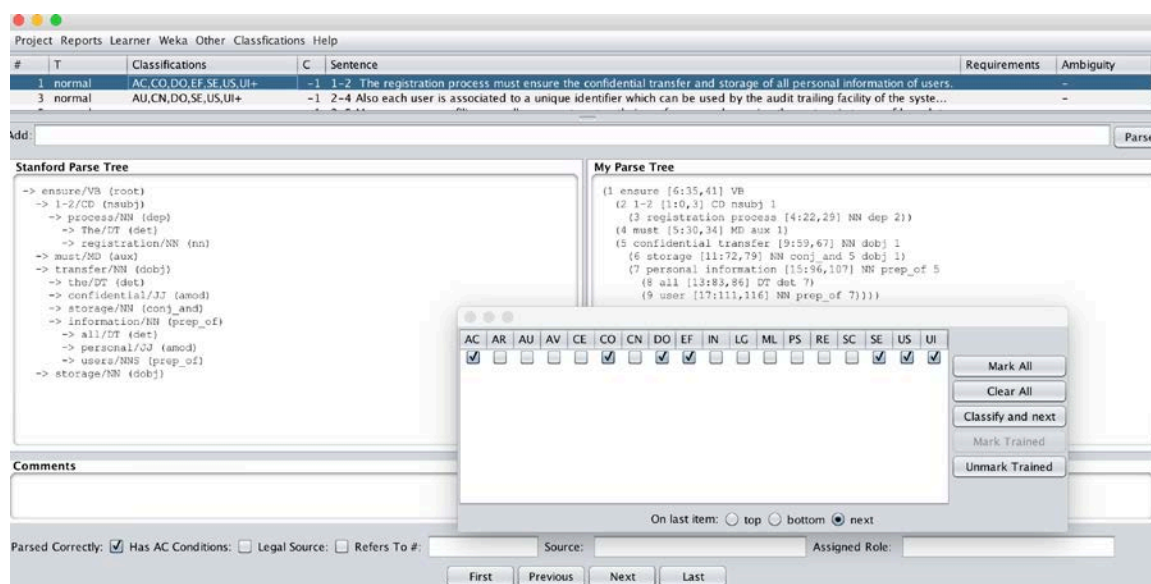 Project Reports Learner Weka Other Classfications Help
# T Classifications C Sentence Requirements Ambiguity
1 normal AC,CO,DO,EF,SE,US,UI+ -1 1-2 The registration process must ensure the confidential transfer and storage of all personal information of users. -
3 normal AU,CN,DO,SE,US,UI+ -1 2-4 Also each user is associated to a unique identifier which can be used by the audit trailing facility of the syste... -
Add: Parse
Stanford Parse Tree
-> ensure/VB (root)
-> 1-2/CD (nsubj)
-> process/NN (dep)
-> The/DT (det)
-> registration/NN (nn)
-> must/MD (aux)
-> transfer/NN (dobj)
-> the/DT (det)
-> confidential/JJ (amod)
-> storage/NN (conj_and)
-> information/NN (prep_of)
-> all/DT (det)
-> personal/JJ (amod)
-> users/NNS (prep_of)
-> storage/NN (dobj)
My Parse Tree
(1 ensure [6:35,41] VB
(2 1-2 [1:0,3] CD nsubj 1
(3 registration process [4:22,29] NN dep 2))
(4 must [5:30,34] MD aux 1)
(5 confidential transfer [9:59,67] NN dobj 1
(6 storage [11:72,79] NN conj_and 5 dobj 1)
(7 personal information [15:96,107] NN prep_of 5
(8 all [13:83,86] DT det 7)
(9 user [17:111,116] NN prep_of 7))))
AC AR AU AV CE CO CN DO EF IN LG ML PS RE SC SE US UI
Mark All
Clear All
Classify and next
Mark Trained
Unmark Trained
On last item: top bottom next
Comments
Parsed Correctly: Has AC Conditions: Legal Source: Refers To #: Source: Assigned Role:
First Previous Next Last